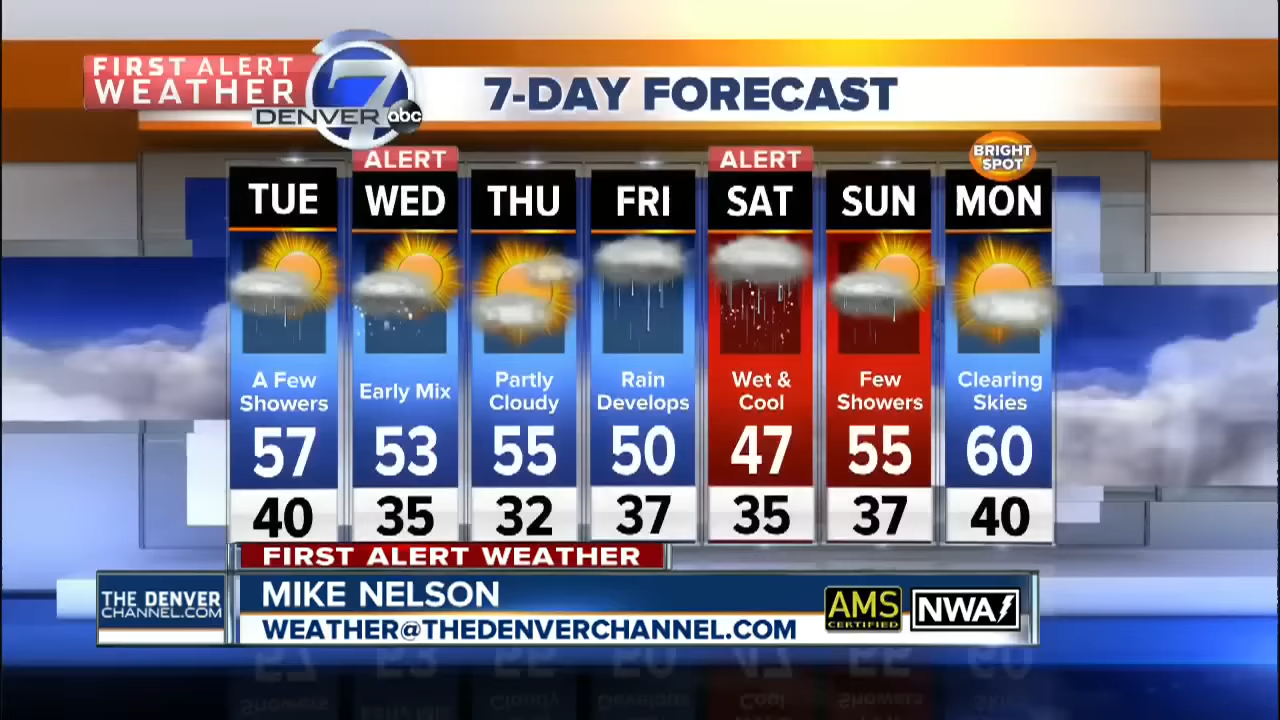 FIRST ALERT
WEATHER
7
DENVER
abc
7-DAY FORECAST
ALERT
ALERT
BRIGHT
SPOT
TUE WED THU FRI SAT SUN MON
A Few
Showers
Early Mix
Partly
Cloudy
Rain
Develops
Wet &
Cool
Few
Showers
Clearing
Skies
57 53 55 50 47 55 60
40 35 32 37 35 37 40
FIRST ALERT WEATHER
THE DENVER
CHANNEL.COM
MIKE NELSON
WEATHER@THEDENVERCHANNEL.COM
AMS
CERTIFIED
NWA